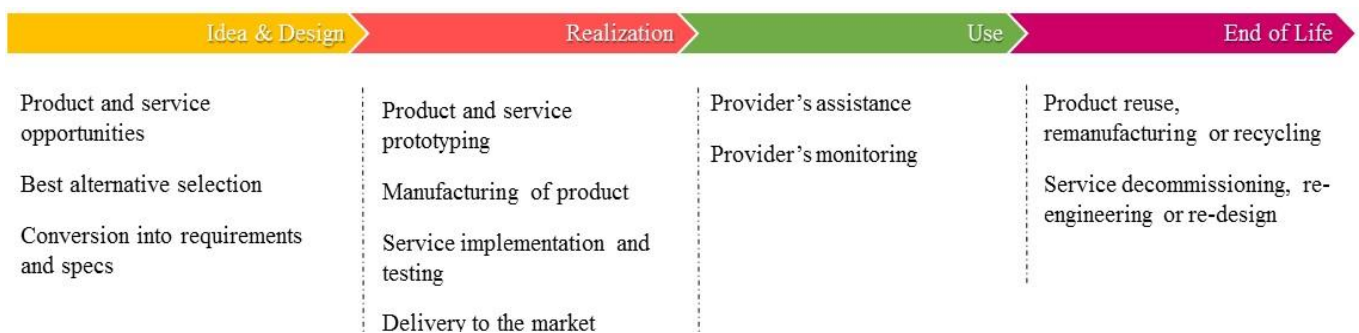 Idea & Design
Realization
Use
End of Life
Product and service
opportunities
Best alternative selection
Conversion into requirements
and specs
Product and service
prototyping
Manufacturing of product
Service implementation and
testing
Delivery to the market
Provider's assistance
Provider's monitoring
Product reuse,
remanufacturing or recycling
Service decommissioning, re-
engineering or re-design